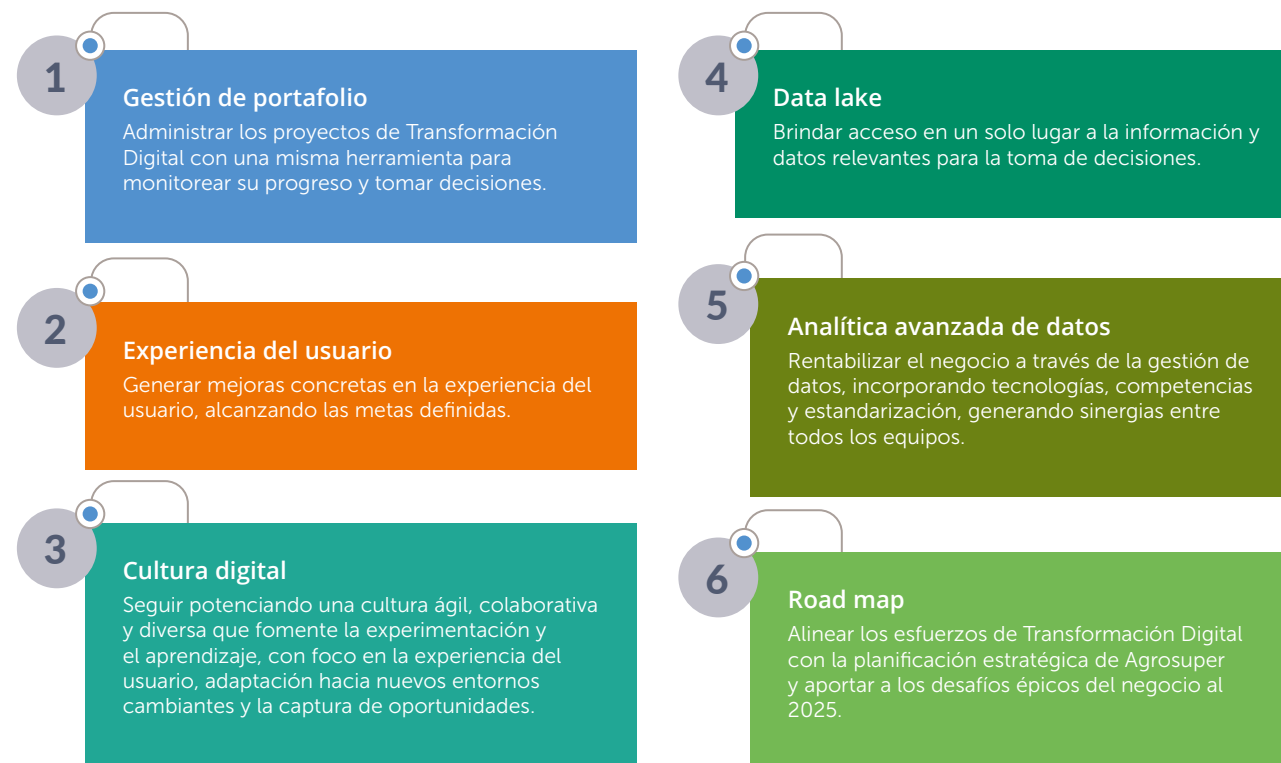 1
Gestión de portafolio
Administrar los proyectos de Transformación
Digital con una misma herramienta para
monitorear su progreso y tomar decisiones.
2
Experiencia del usuario
Generar mejoras concretas en la experiencia del
usuario, alcanzando las metas definidas.
3
Cultura digital
Seguir potenciando una cultura ágil, colaborativa
y diversa que fomente la experimentación y
el aprendizaje, con foco en la experiencia del
usuario, adaptación hacia nuevos entornos
cambiantes y la captura de oportunidades.
4
Data lake
Brindar acceso en un solo lugar a la información y
datos relevantes para la toma de decisiones.
5
Analítica avanzada de datos
Rentabilizar el negocio a través de la gestión de
datos, incorporando tecnologías, competencias
y estandarización, generando sinergias entre
todos los equipos.
6
Road map
Alinear los esfuerzos de Transformación Digital
con la planificación estratégica de Agrosuper
y aportar a los desafíos épicos del negocio al
2025.